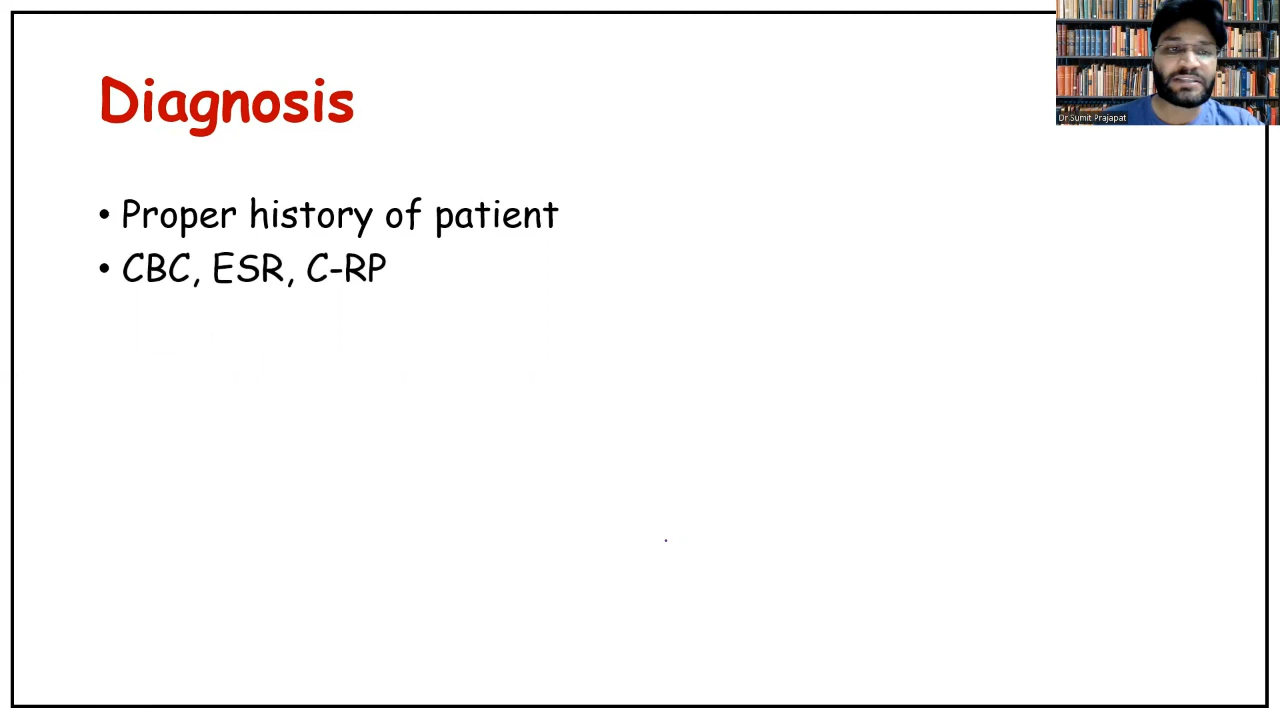 Diagnosis
• Proper history of patient
• CBC, ESR, C-RP
Dr Sumit Prajapat